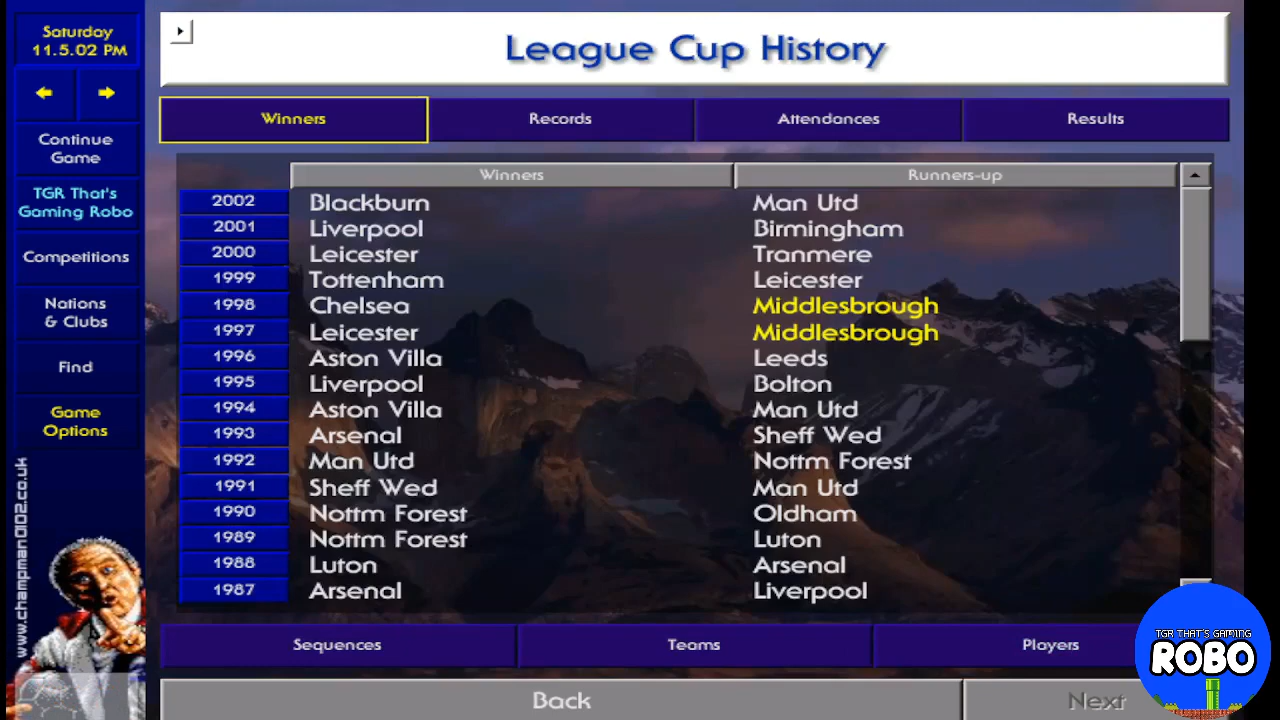 Saturday
11.5.02 PM
Continue
Game
TGR That's
Gaming Robo
Competitions
Nations
& Clubs
Find
Game
Options
www.champman0102.co.uk
League Cup History
Winners Records Attendances Results
Winners Runners-up
2002 Blackburn Man Utd
2001 Liverpool Birmingham
2000 Leicester Tranmere
1999 Tottenham Leicester
1998 Chelsea Middlesbrough
1997 Leicester Middlesbrough
1996 Aston Villa Leeds
1995 Liverpool Bolton
1994 Aston Villa Man Utd
1993 Arsenal Sheff Wed
1992 Man Utd Nottm Forest
1991 Sheff Wed Man Utd
1990 Nottm Forest Oldham
1989 Nottm Forest Luton
1988 Luton Arsenal
1987 Arsenal Liverpool
Sequences Teams Players
Back Next
TGR THAT'S GAMING
ROBO